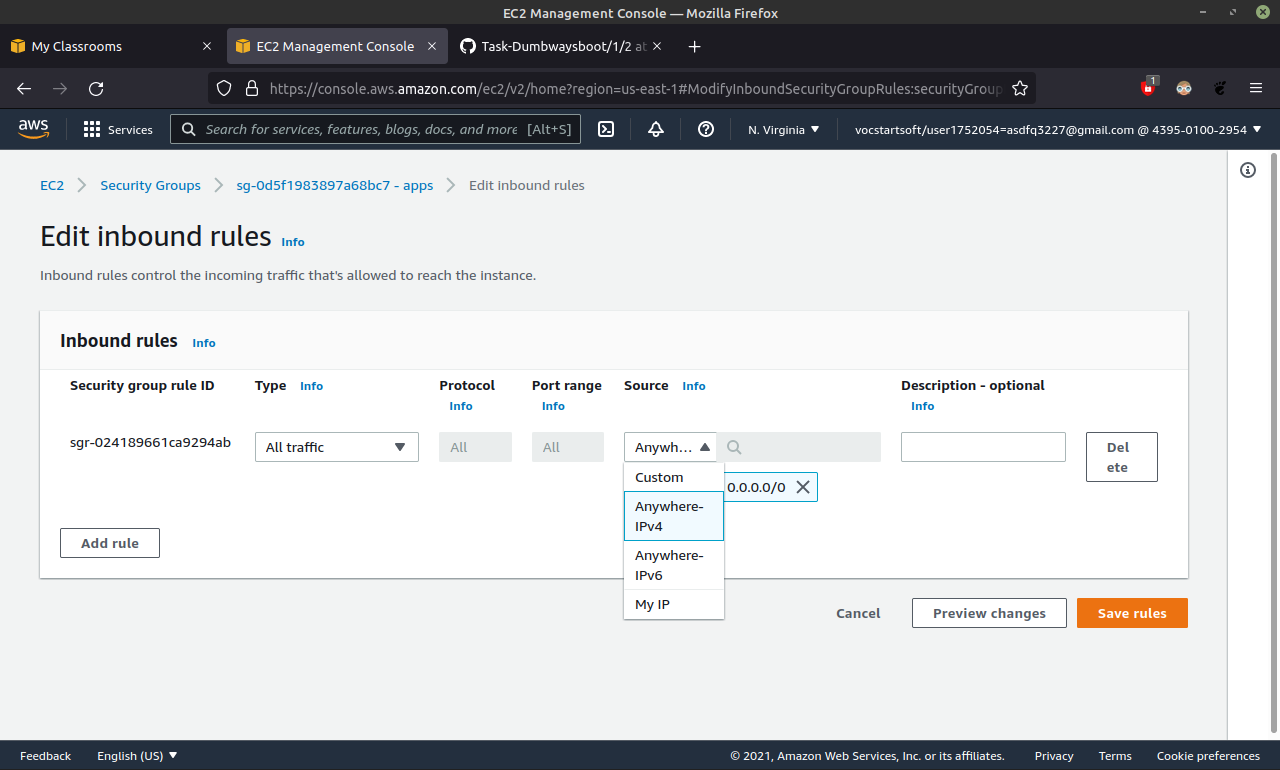 EC2 Management Console — Mozilla Firefox
My Classrooms
EC2 Management Console
Task-Dumbwaysboot/1/2 at
https://console.aws.amazon.com/ec2/v2/home?region=us-east-1#ModifyInboundSecurityGroupRules:securityGroup
1
aws
Services
Search for services, features, blogs, docs, and more [Alt+S]
N. Virginia
vocstartsoft/user1752054=asdfq3227@gmail.com @ 4395-0100-2954
EC2
Security Groups
sg-0d5f1983897a68bc7 - apps
Edit inbound rules
Edit inbound rules Info
Inbound rules control the incoming traffic that's allowed to reach the instance.
Inbound rules Info
Security group rule ID
Type Info
Protocol
Info
Port range
Info
Source Info
Description - optional
Info
sgr-024189661ca9294ab
All traffic
All
All
Anywh...
Del
ete
Custom
0.0.0.0/0
Anywhere-
IPv4
Anywhere-
IPv6
My IP
Add rule
Cancel
Preview changes
Save rules
Feedback
English (US)
© 2021, Amazon Web Services, Inc. or its affiliates.
Privacy
Terms
Cookie preferences